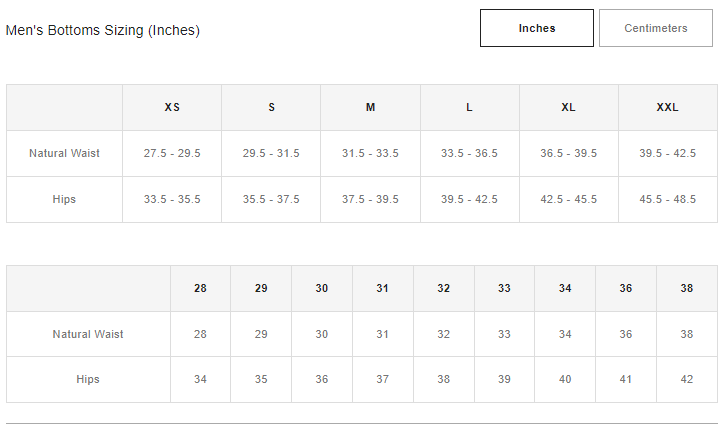 Men's Bottoms Sizing (Inches)
Inches
Centimeters
XS S M L XL XXL
Natural Waist 27.5 - 29.5 29.5 - 31.5 31.5 - 33.5 33.5 - 36.5 36.5 - 39.5 39.5 - 42.5
Hips 33.5 - 35.5 35.5 - 37.5 37.5 - 39.5 39.5 - 42.5 42.5 - 45.5 45.5 - 48.5
28 29 30 31 32 33 34 36 38
Natural Waist 28 29 30 31 32 33 34 36 38
Hips 34 35 36 37 38 39 40 41 42